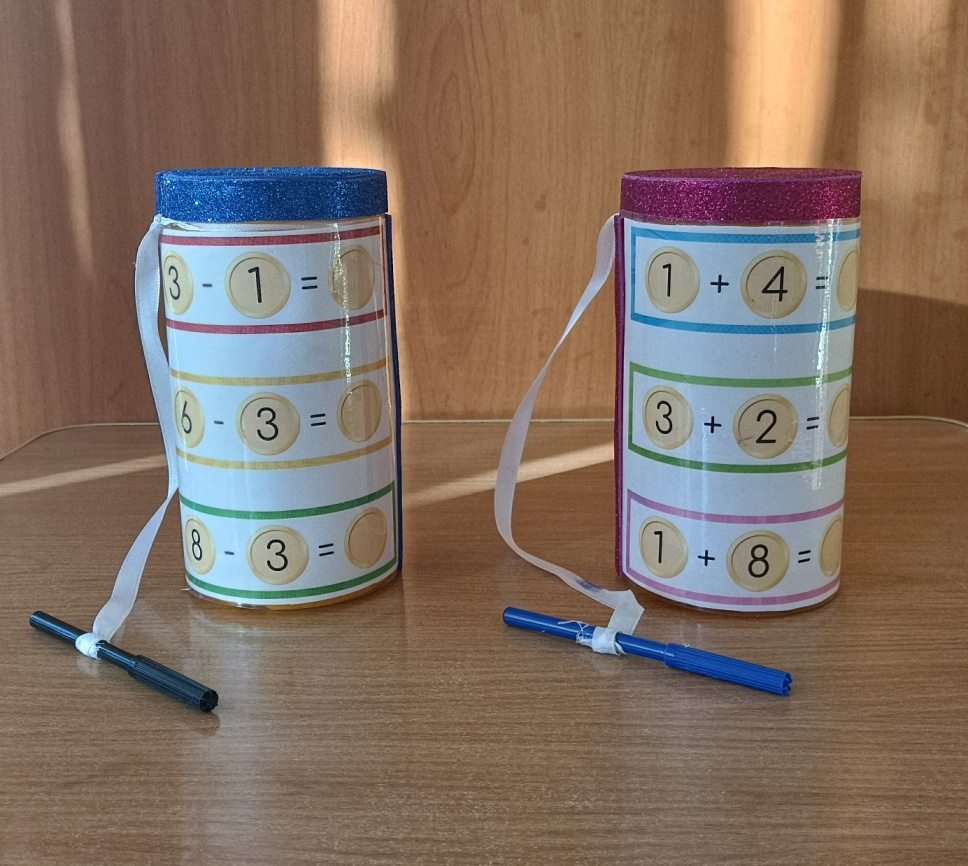 3 - 1 =
6 - 3 =
8 - 3 =
1 + 4 =
3 + 2 =
1 + 8 =